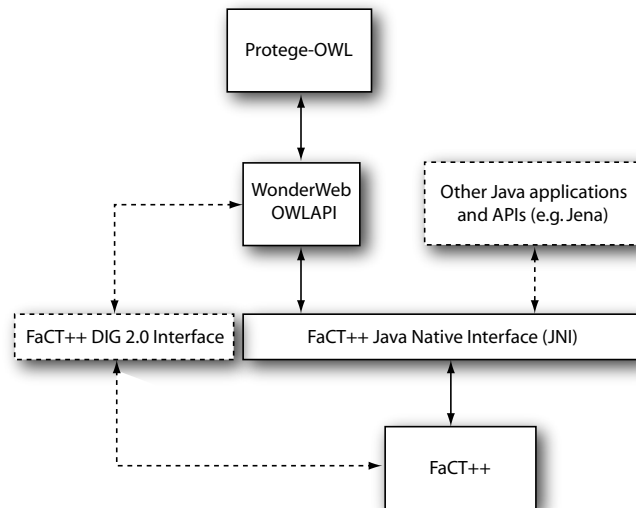 Protege-OWL
WonderWeb
OWLAPI
Other Java applications
and APIs (e.g. Jena)
FaCT++ DIG 2.0 Interface
FaCT++ Java Native Interface (JNI)
FaCT++